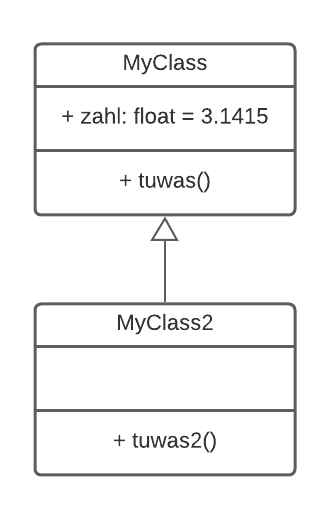 MyClass
+ zahl: float = 3.1415
+ tuwas()
MyClass2
+ tuwas2()